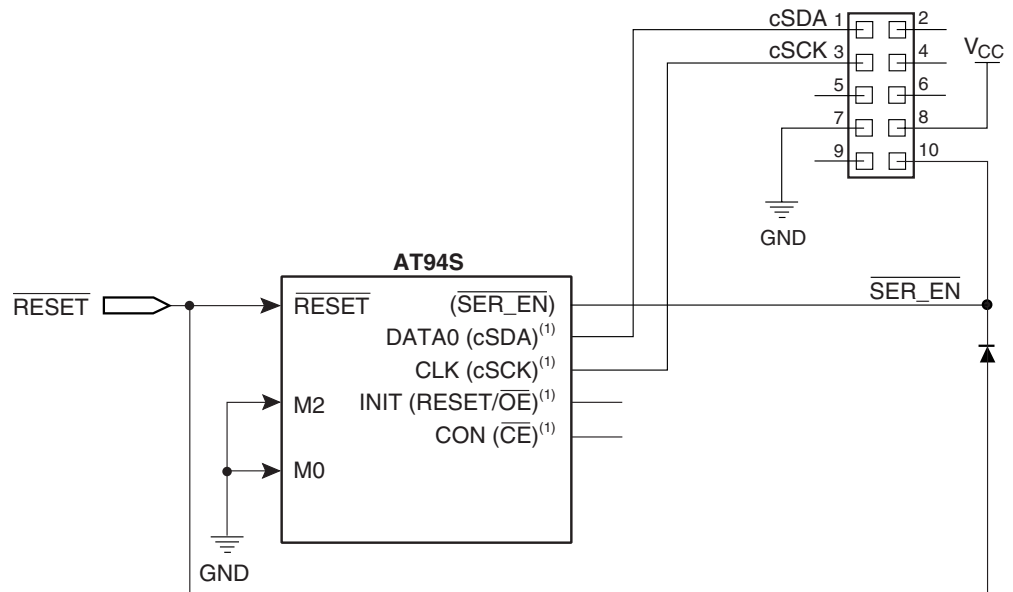 cSDA 1 2
cSCK 3 4
VCC
5 6
7 8
9 10
GND
AT94S
RESET
RESET
(SER_EN)
SER_EN
DATA0 (cSDA)(1)
CLK (cSCK)(1)
M2
INIT (RESET/OE)(1)
CON (CE)(1)
M0
GND